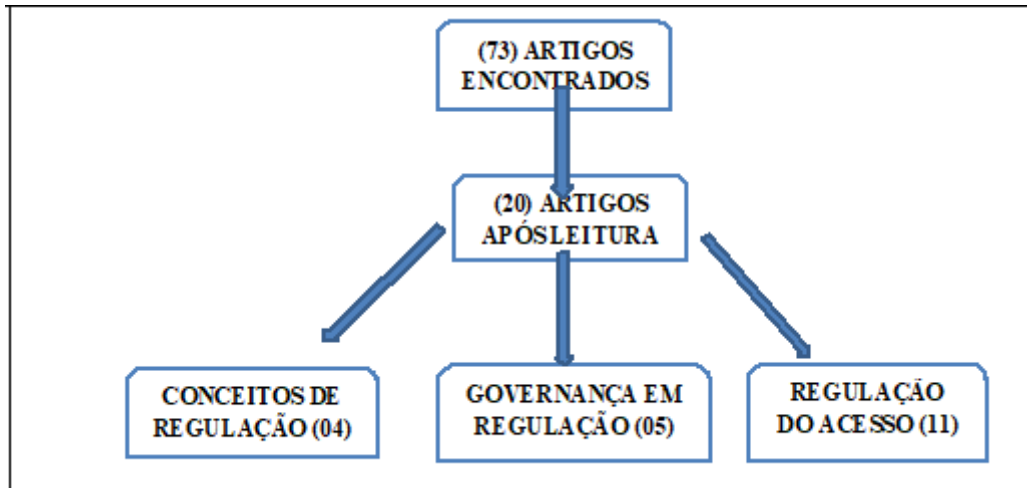 (73) ARTIGOS
ENCONTRADOS
(20) ARTIGOS
APÓSLEITURA
CONCEITOS DE
REGULAÇÃO (04)
GOVERNANÇA EM
REGULAÇÃO (05)
REGULAÇÃO
DO ACESSO (11)